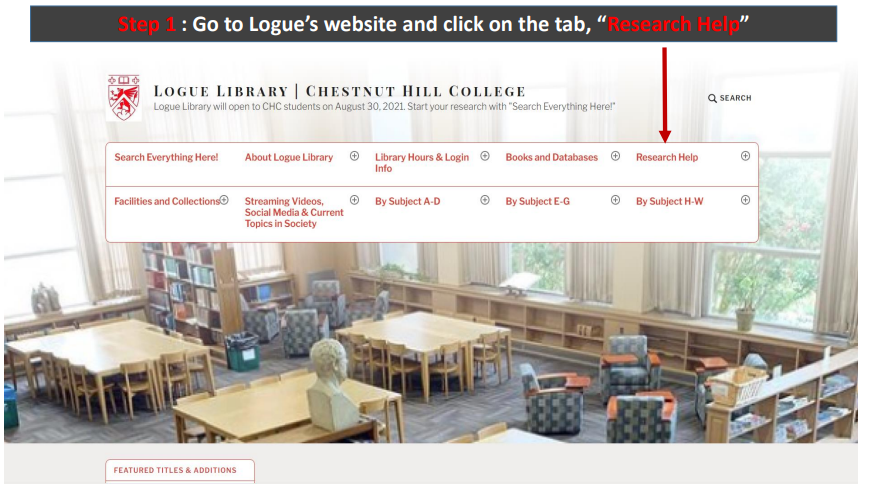 Step 1 : Go to Logue’s website and click on the tab, “Research Help”
LOGUE LIBRARY | CHESTNUT HILL COLLEGE
Logue Library will open to CHC students on August 30, 2021. Start your research with "Search Everything Here!"
SEARCH
Search Everything Here!
About Logue Library
Library Hours & Login
Info
Books and Databases
Research Help
Facilities and Collections
Streaming Videos,
Social Media & Current
Topics in Society
By Subject A-D
By Subject E-G
By Subject H-W
FEATURED TITLES & ADDITIONS